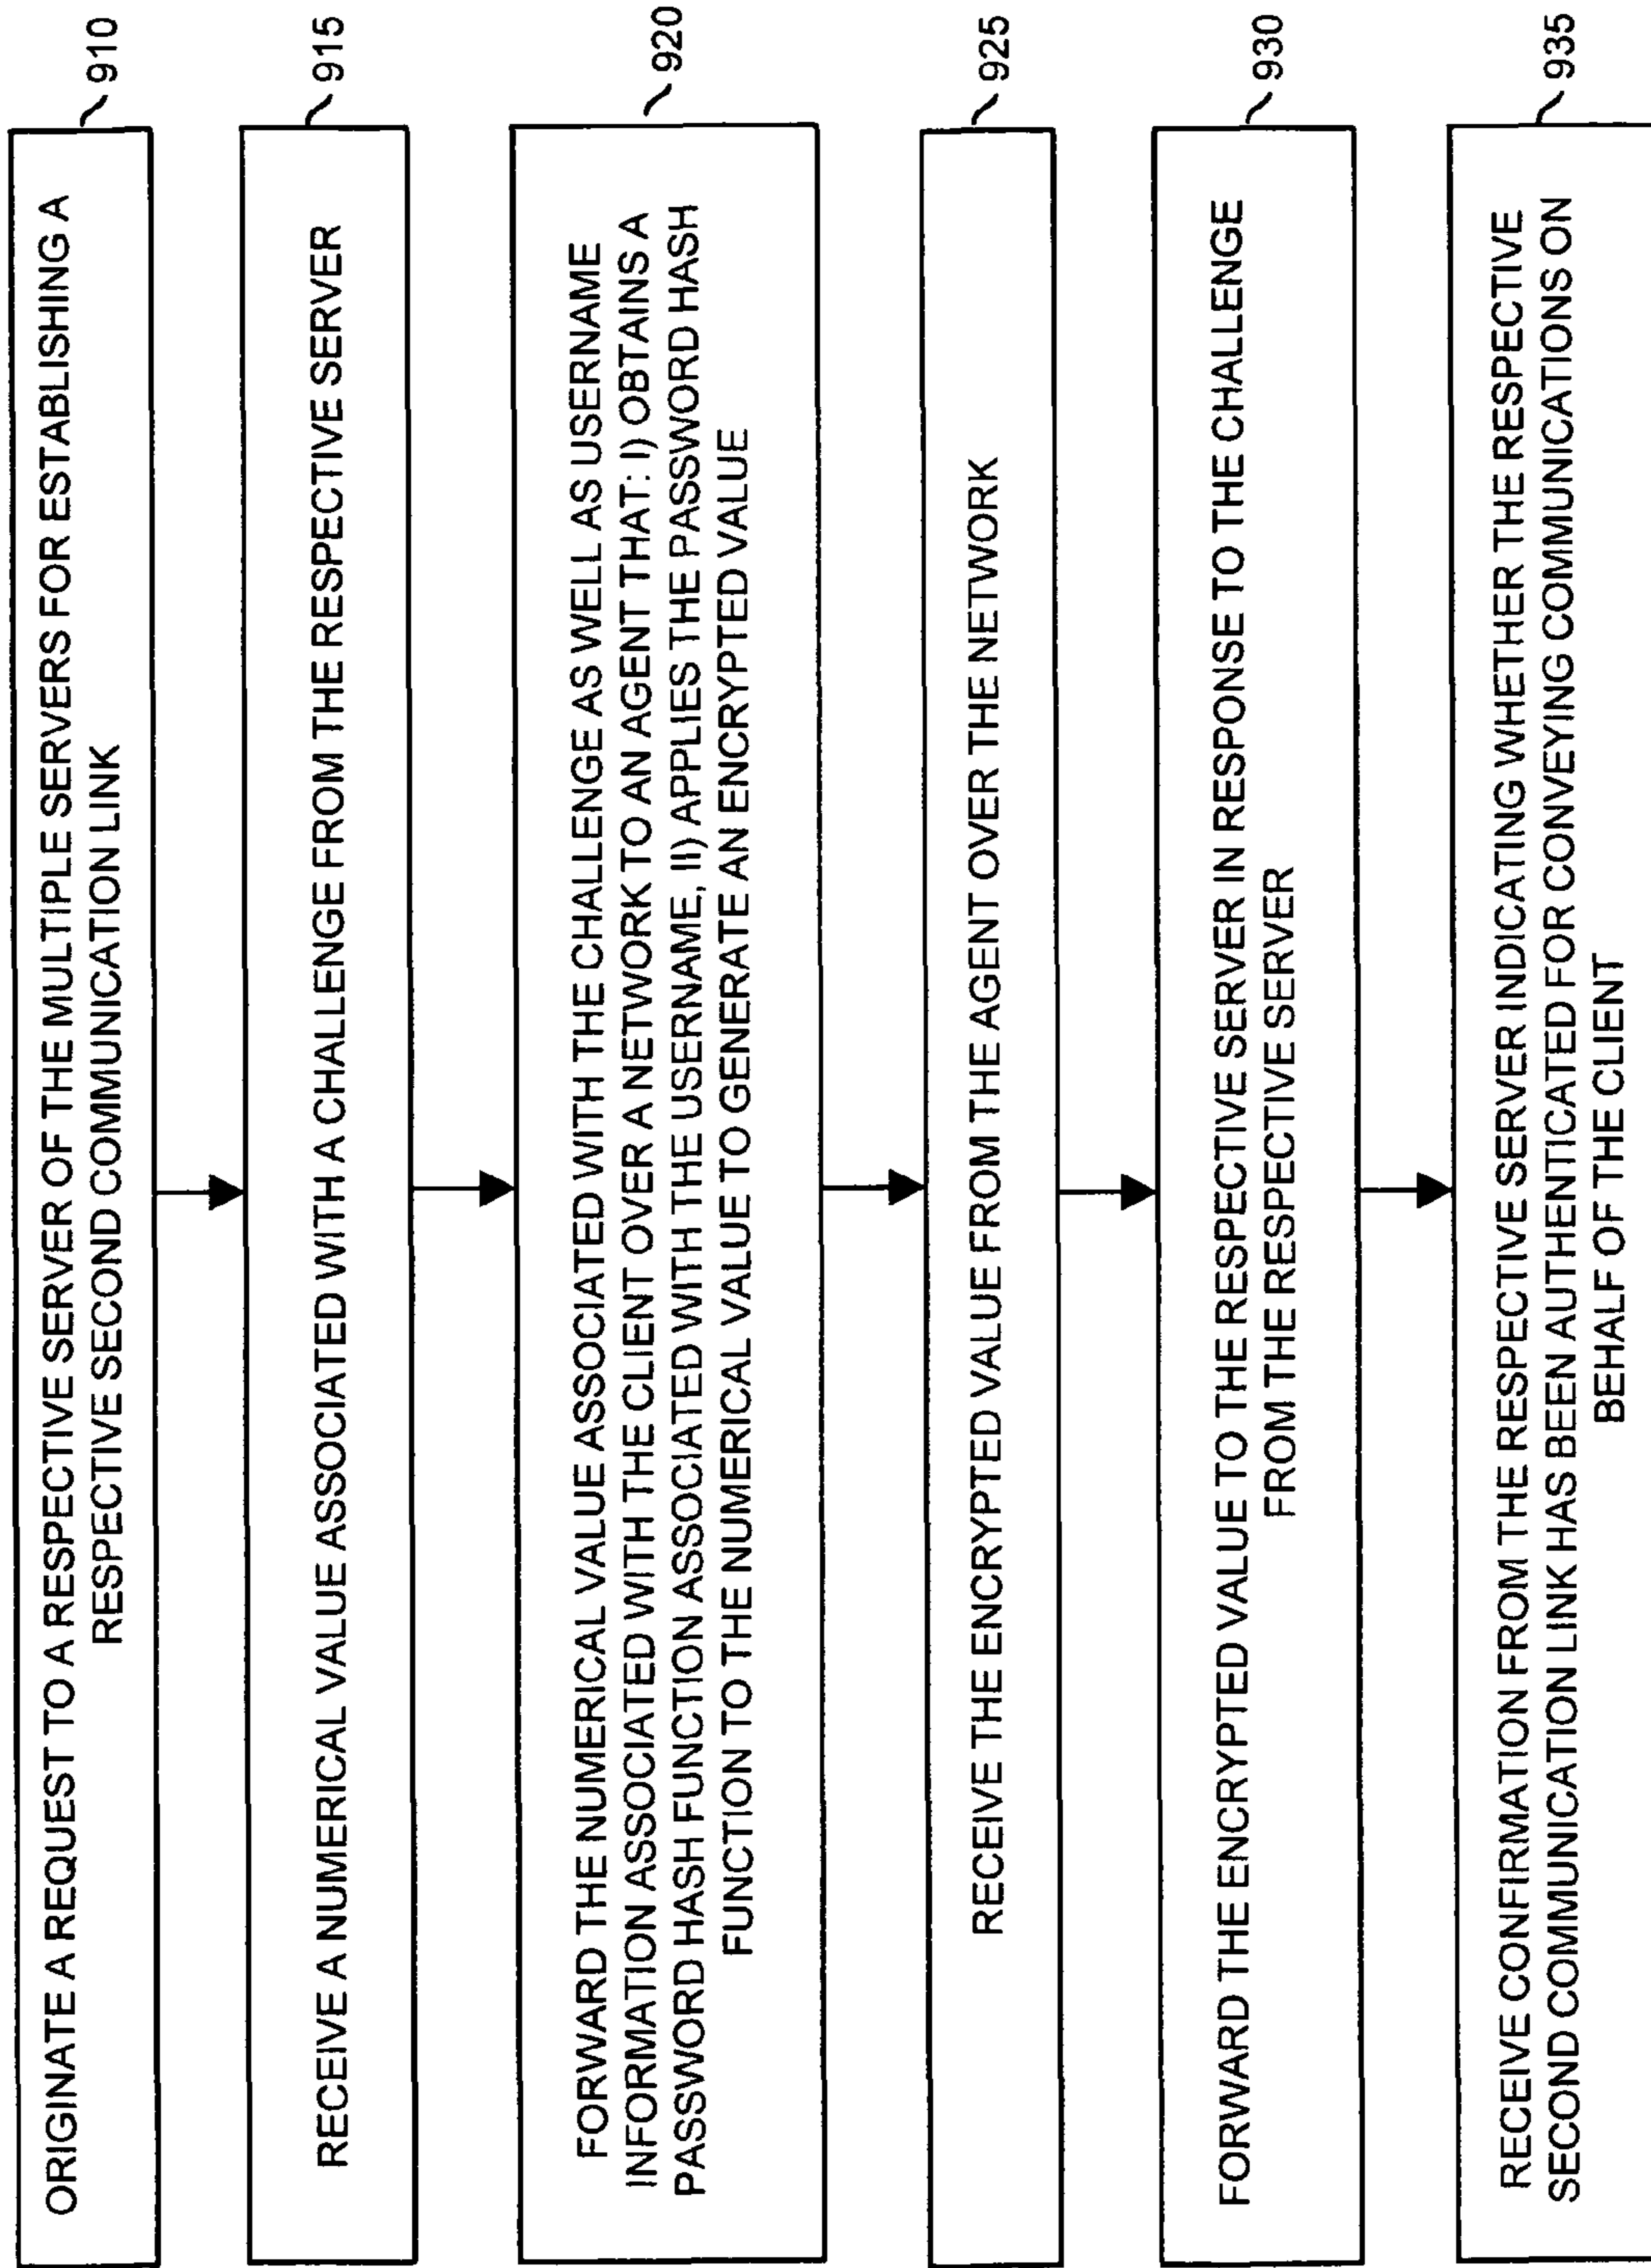 ORIGINATE A REQUEST TO A RESPECTIVE SERVER OF THE MULTIPLE SERVERS FOR ESTABLISHING A
RESPECTIVE SECOND COMMUNICATION LINK
910
RECEIVE A NUMERICAL VALUE ASSOCIATED WITH A CHALLENGE FROM THE RESPECTIVE SERVER
915
FORWARD THE NUMERICAL VALUE ASSOCIATED WITH THE CHALLENGE AS WELL AS USERNAME
INFORMATION ASSOCIATED WITH THE CLIENT OVER A NETWORK TO AN AGENT THAT: I) OBTAINS A
PASSWORD HASH FUNCTION ASSOCIATED WITH THE USERNAME, II) APPLIES THE PASSWORD HASH
FUNCTION TO THE NUMERICAL VALUE TO GENERATE AN ENCRYPTED VALUE
920
RECEIVE THE ENCRYPTED VALUE FROM THE AGENT OVER THE NETWORK
925
FORWARD THE ENCRYPTED VALUE TO THE RESPECTIVE SERVER IN RESPONSE TO THE CHALLENGE
FROM THE RESPECTIVE SERVER
930
RECEIVE CONFIRMATION FROM THE RESPECTIVE SERVER INDICATING WHETHER THE RESPECTIVE
SECOND COMMUNICATION LINK HAS BEEN AUTHENTICATED FOR CONVEYING COMMUNICATIONS ON
BEHALF OF THE CLIENT
935